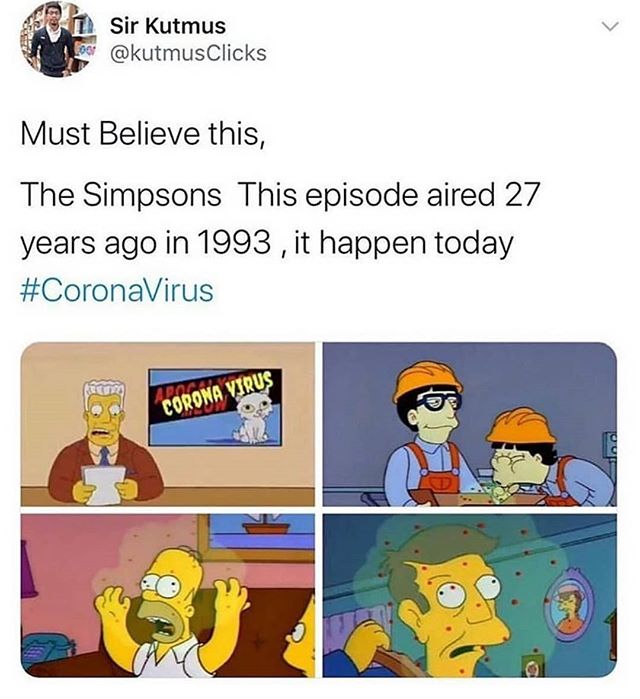 Sir Kutmus
@kutmusClicks
Must Believe this,
The Simpsons This episode aired 27
years ago in 1993 , it happen today
#CoronaVirus
CORONA VIRUS